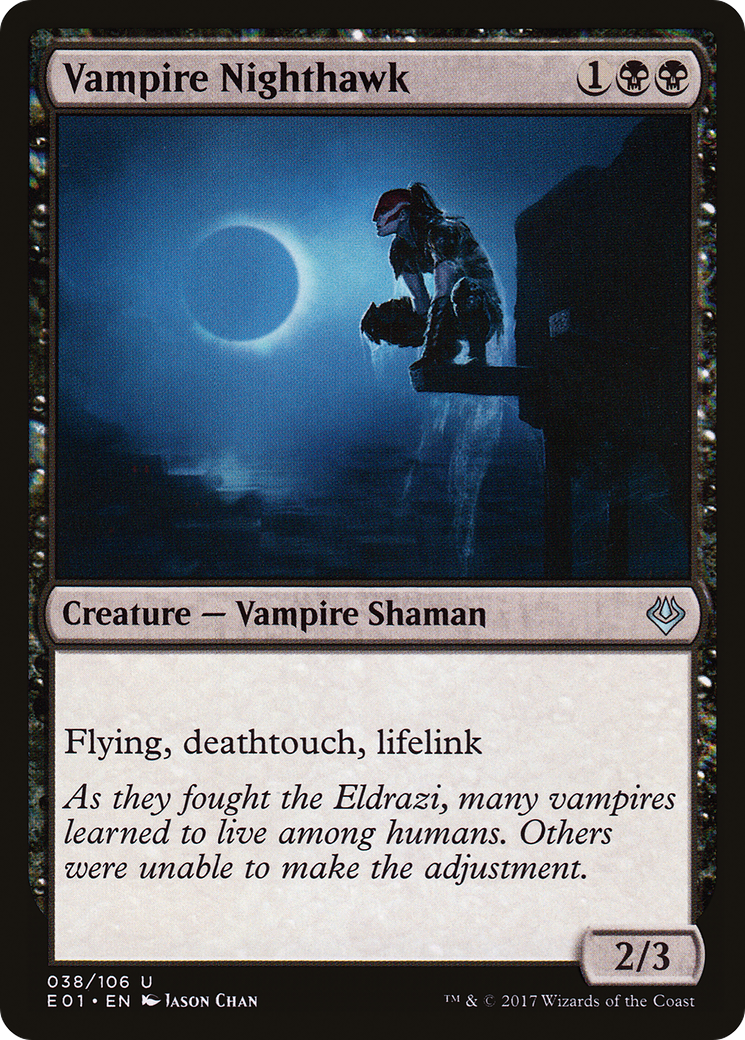 Vampire Nighthawk 1
Creature — Vampire Shaman
Flying, deathtouch, lifelink
As they fought the Eldrazi, many vampires
learned to live among humans. Others
were unable to make the adjustment.
2/3
038/106 U
E01 • EN Jason Chan ™ & © 2017 Wizards of the Coast